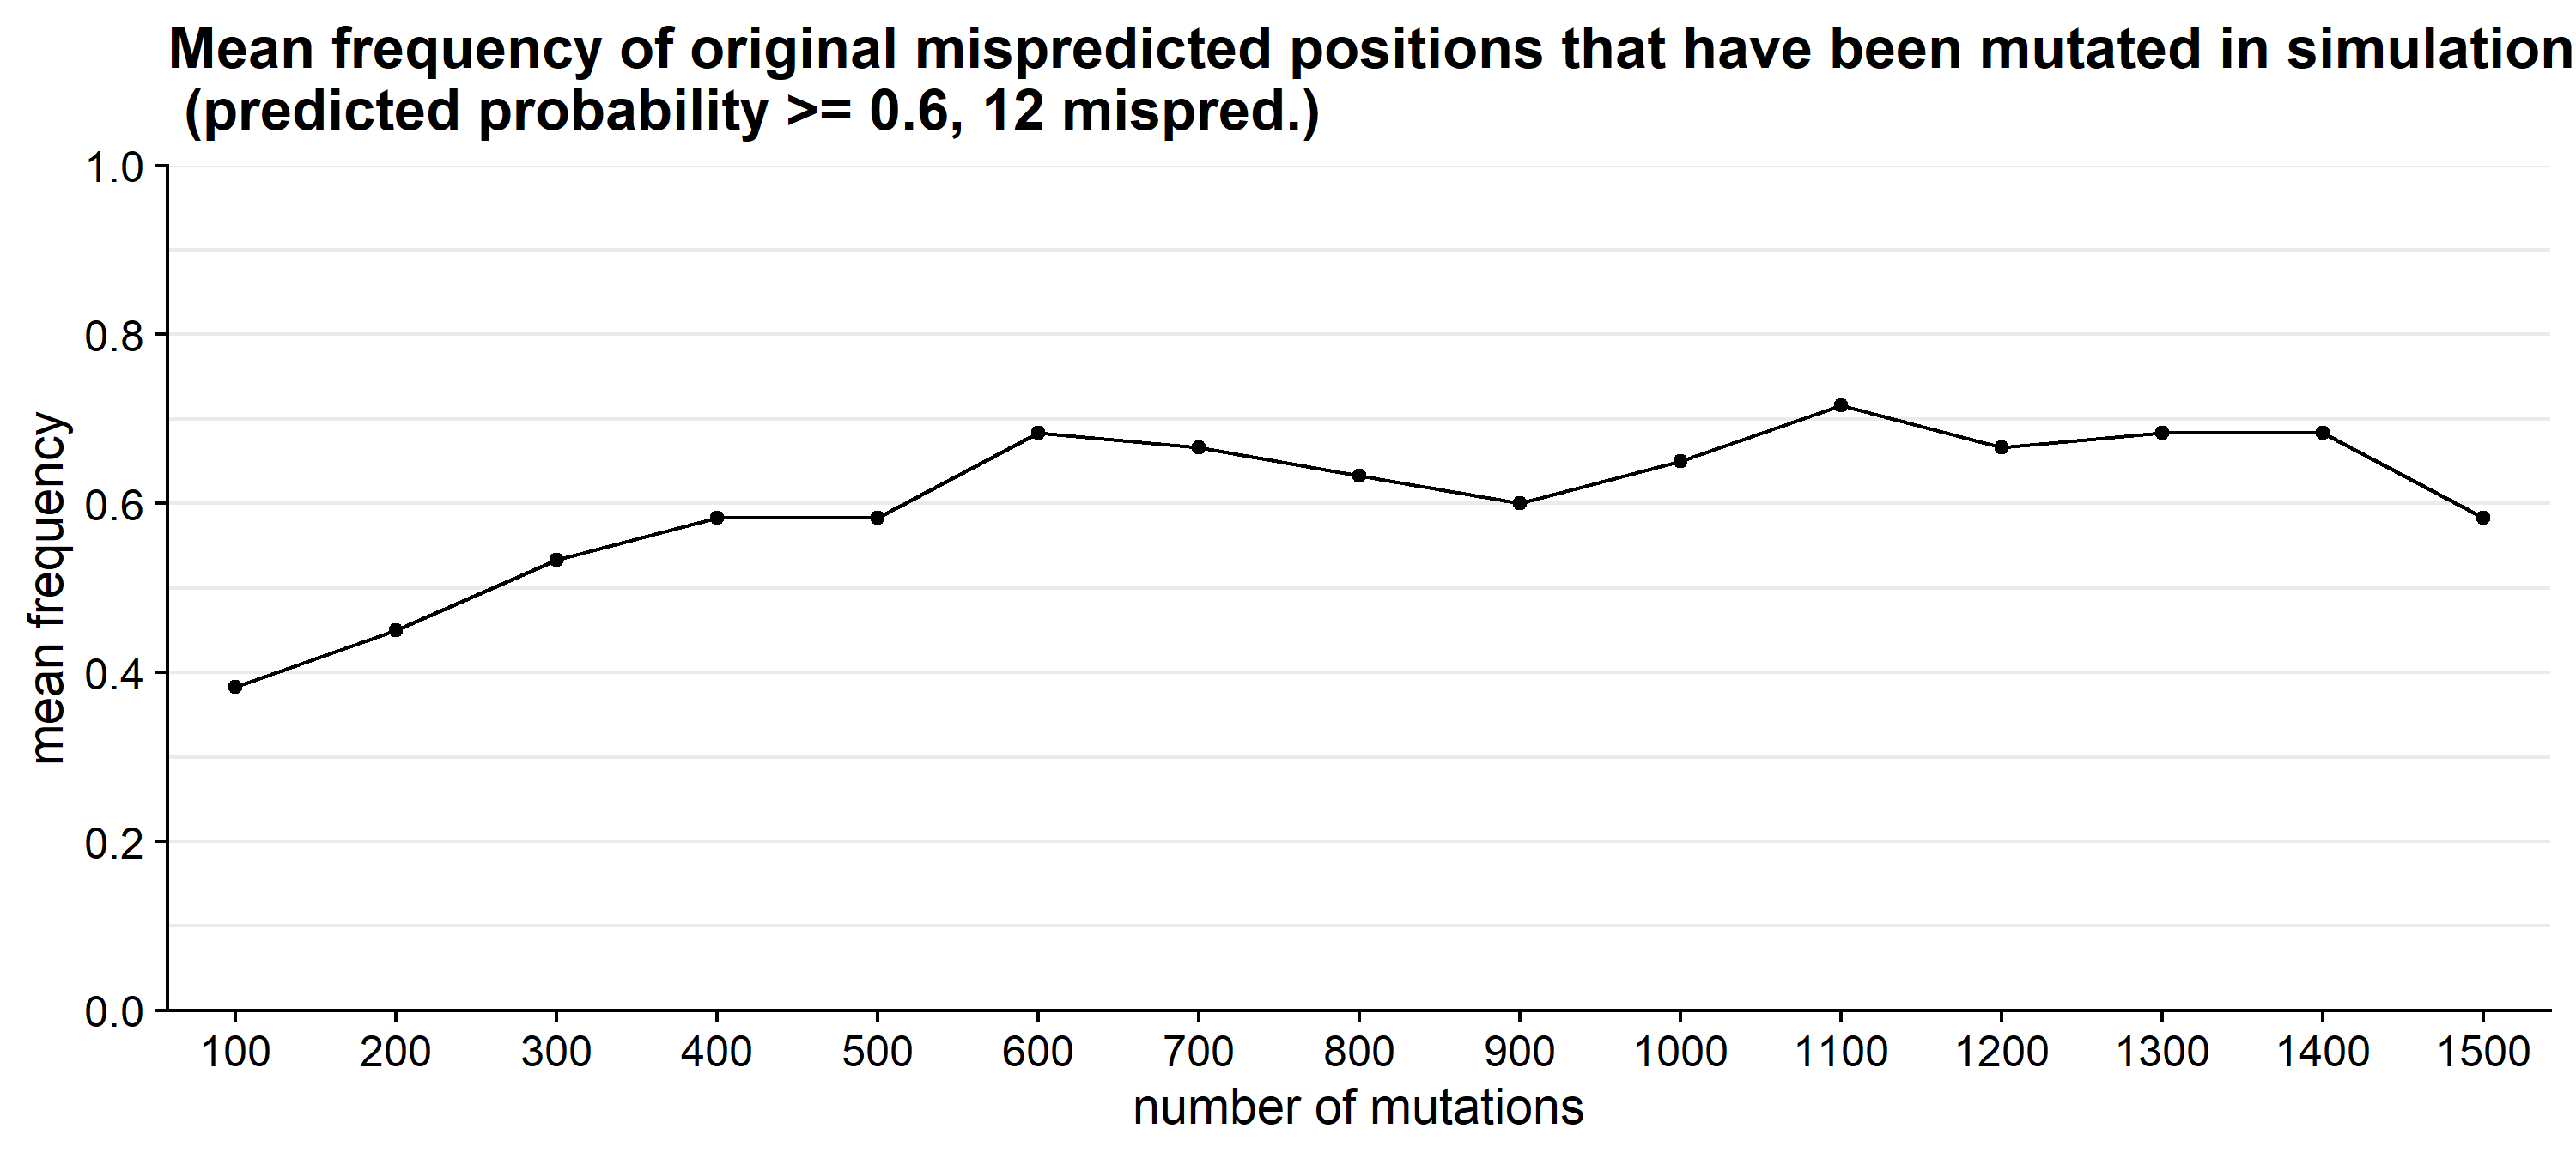 Mean frequency of original mispredicted positions that have been mutated in simulation
(predicted probability >= 0.6, 12 mispred.)
1.0
0.8
0.6
0.4
0.2
0.0
mean frequency
100 200 300 400 500 600 700 800 900 1000 1100 1200 1300 1400 1500
number of mutations